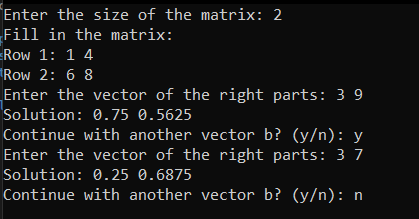 Enter the size of the matrix: 2
Fill in the matrix:
Row 1: 1 4
Row 2: 6 8
Enter the vector of the right parts: 3 9
Solution: 0.75 0.5625
Continue with another vector b? (y/n): y
Enter the vector of the right parts: 3 7
Solution: 0.25 0.6875
Continue with another vector b? (y/n): n